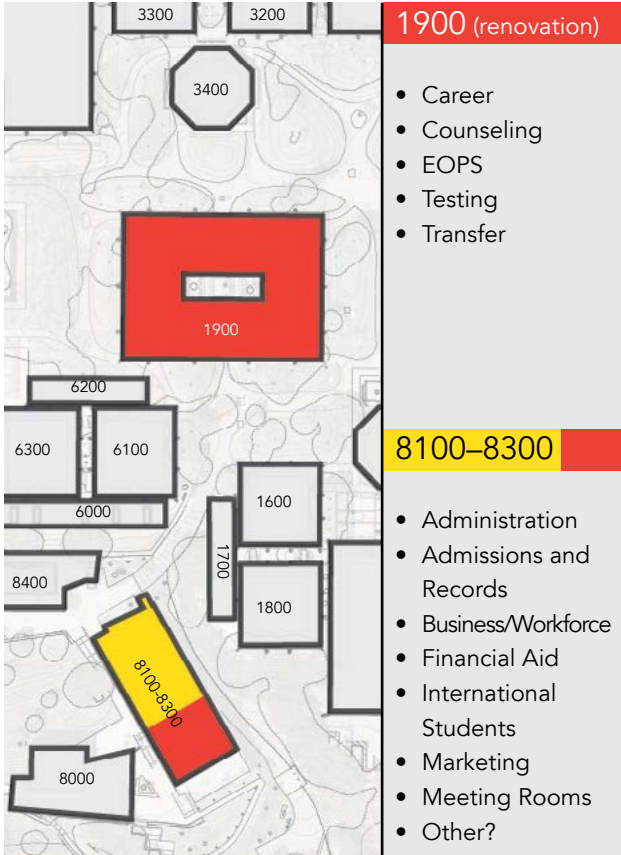 3300
3200
3400
1900
6200
6300
6100
6000
1600
1700
1800
8400
8100-8300
8000
1900 (renovation)
• Career
• Counseling
• EOPS
• Testing
• Transfer
8100–8300
• Administration
• Admissions and
Records
• Business/Workforce
• Financial Aid
• International
Students
• Marketing
• Meeting Rooms
• Other?